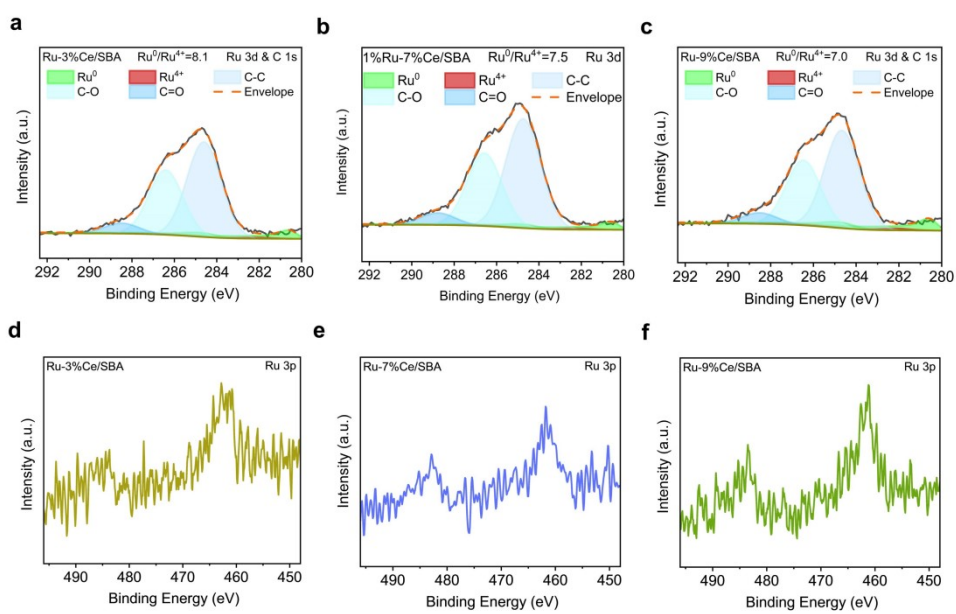 a
Ru-3%Ce/SBA Ru⁰/Ru⁴⁺=8.1 Ru 3d & C 1s
Ru⁰ Ru⁴⁺ C-C
C-O C=O Envelope
Intensity (a.u.)
292 290 288 286 284 282 280
Binding Energy (eV)
b
1%Ru-7%Ce/SBA Ru⁰/Ru⁴⁺=7.5 Ru 3d
Ru⁰ Ru⁴⁺ C-C
C-O C=O Envelope
Intensity (a.u.)
292 290 288 286 284 282 280
Binding Energy (eV)
c
Ru-9%Ce/SBA Ru⁰/Ru⁴⁺=7.0 Ru 3d & C 1s
Ru⁰ Ru⁴⁺ C-C
C-O C=O Envelope
Intensity (a.u.)
292 290 288 286 284 282 280
Binding Energy (eV)
d
Ru-3%Ce/SBA Ru 3p
Intensity (a.u.)
490 480 470 460 450
Binding Energy (eV)
e
Ru-7%Ce/SBA Ru 3p
Intensity (a.u.)
490 480 470 460 450
Binding Energy (eV)
f
Ru-9%Ce/SBA Ru 3p
Intensity (a.u.)
490 480 470 460 450
Binding Energy (eV)